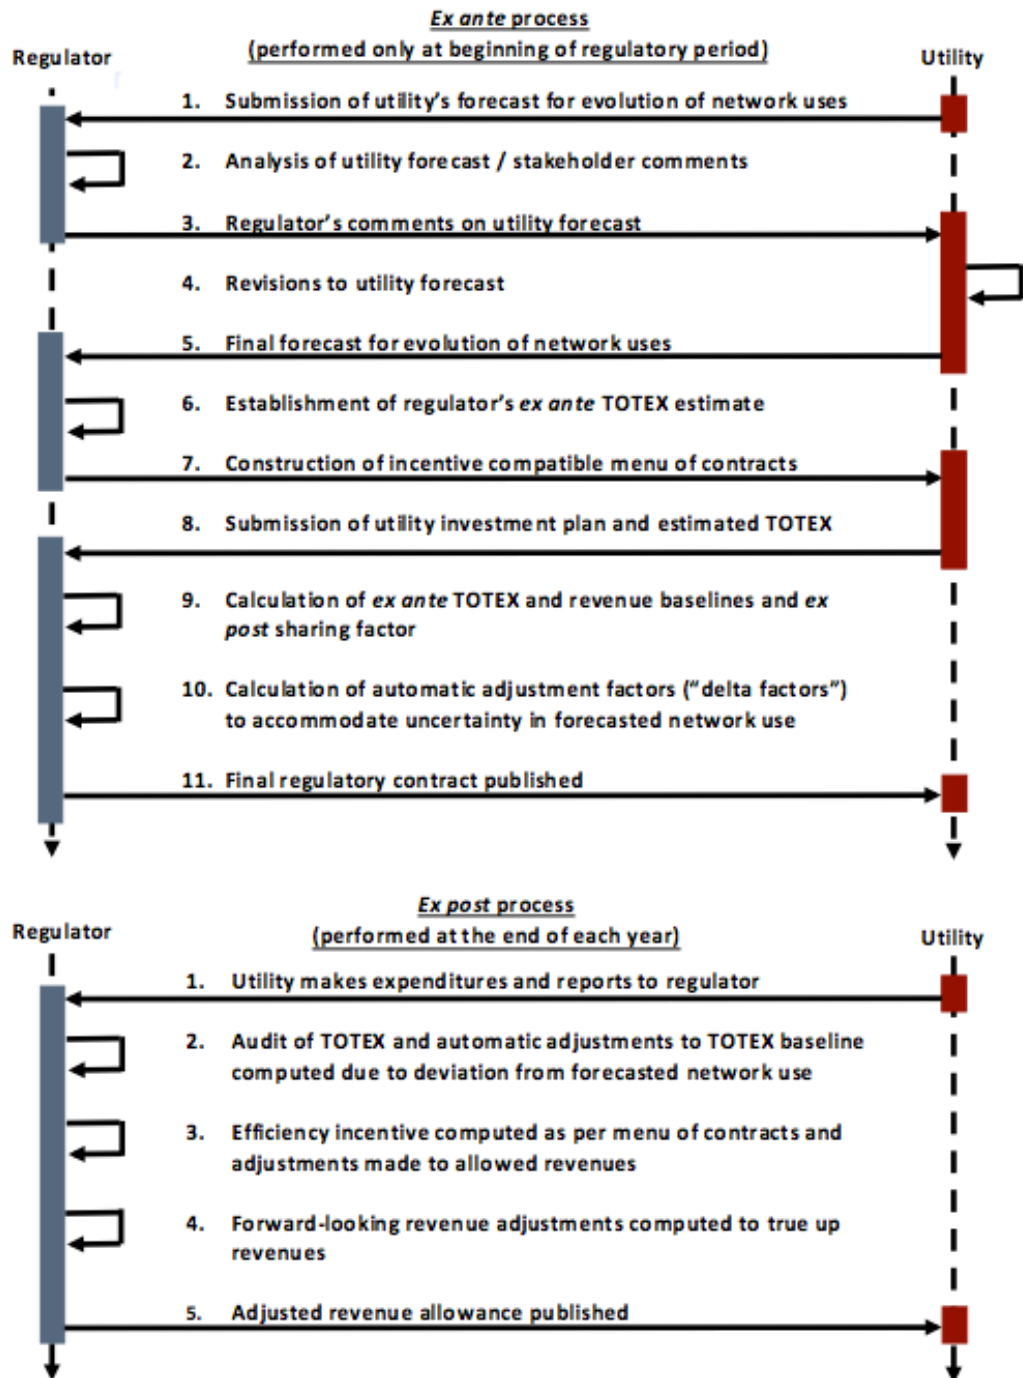 Ex ante process
(performed only at beginning of regulatory period)
Regulator
Utility
1. Submission of utility's forecast for evolution of network uses
2. Analysis of utility forecast / stakeholder comments
3. Regulator's comments on utility forecast
4. Revisions to utility forecast
5. Final forecast for evolution of network uses
6. Establishment of regulator's ex ante TOTEX estimate
7. Construction of incentive compatible menu of contracts
8. Submission of utility investment plan and estimated TOTEX
9. Calculation of ex ante TOTEX and revenue baselines and ex
post sharing factor
10. Calculation of automatic adjustment factors ("delta factors")
to accommodate uncertainty in forecasted network use
11. Final regulatory contract published
Ex post process
(performed at the end of each year)
Regulator
Utility
1. Utility makes expenditures and reports to regulator
2. Audit of TOTEX and automatic adjustments to TOTEX baseline
computed due to deviation from forecasted network use
3. Efficiency incentive computed as per menu of contracts and
adjustments made to allowed revenues
4. Forward-looking revenue adjustments computed to true up
revenues
5. Adjusted revenue allowance published